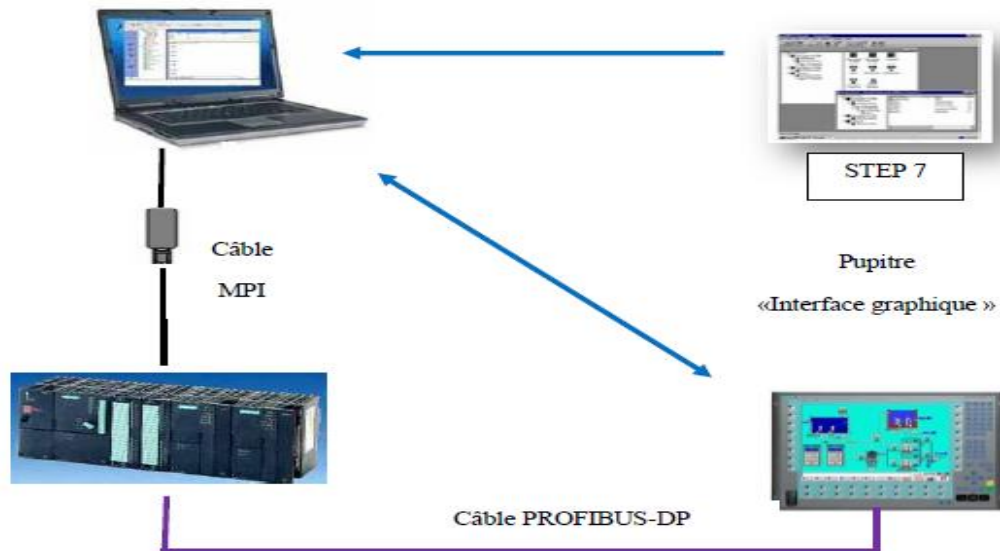 STEP 7
Câble
MPI
Pupitre
«Interface graphique »
Câble PROFIBUS-DP